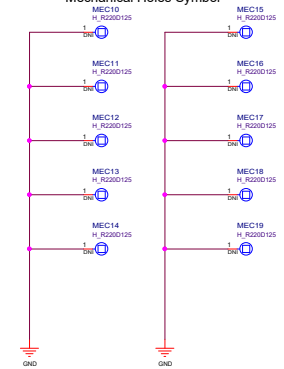 Mechanical Holes Symbol
MEC10
H_R220D125
1
DNI
MEC11
H_R220D125
1
DNI
MEC12
H_R220D125
1
DNI
MEC13
H_R220D125
1
DNI
MEC14
H_R220D125
1
DNI
GND
MEC15
H_R220D125
1
DNI
MEC16
H_R220D125
1
DNI
MEC17
H_R220D125
1
DNI
MEC18
H_R220D125
1
DNI
MEC19
H_R220D125
1
DNI
GND